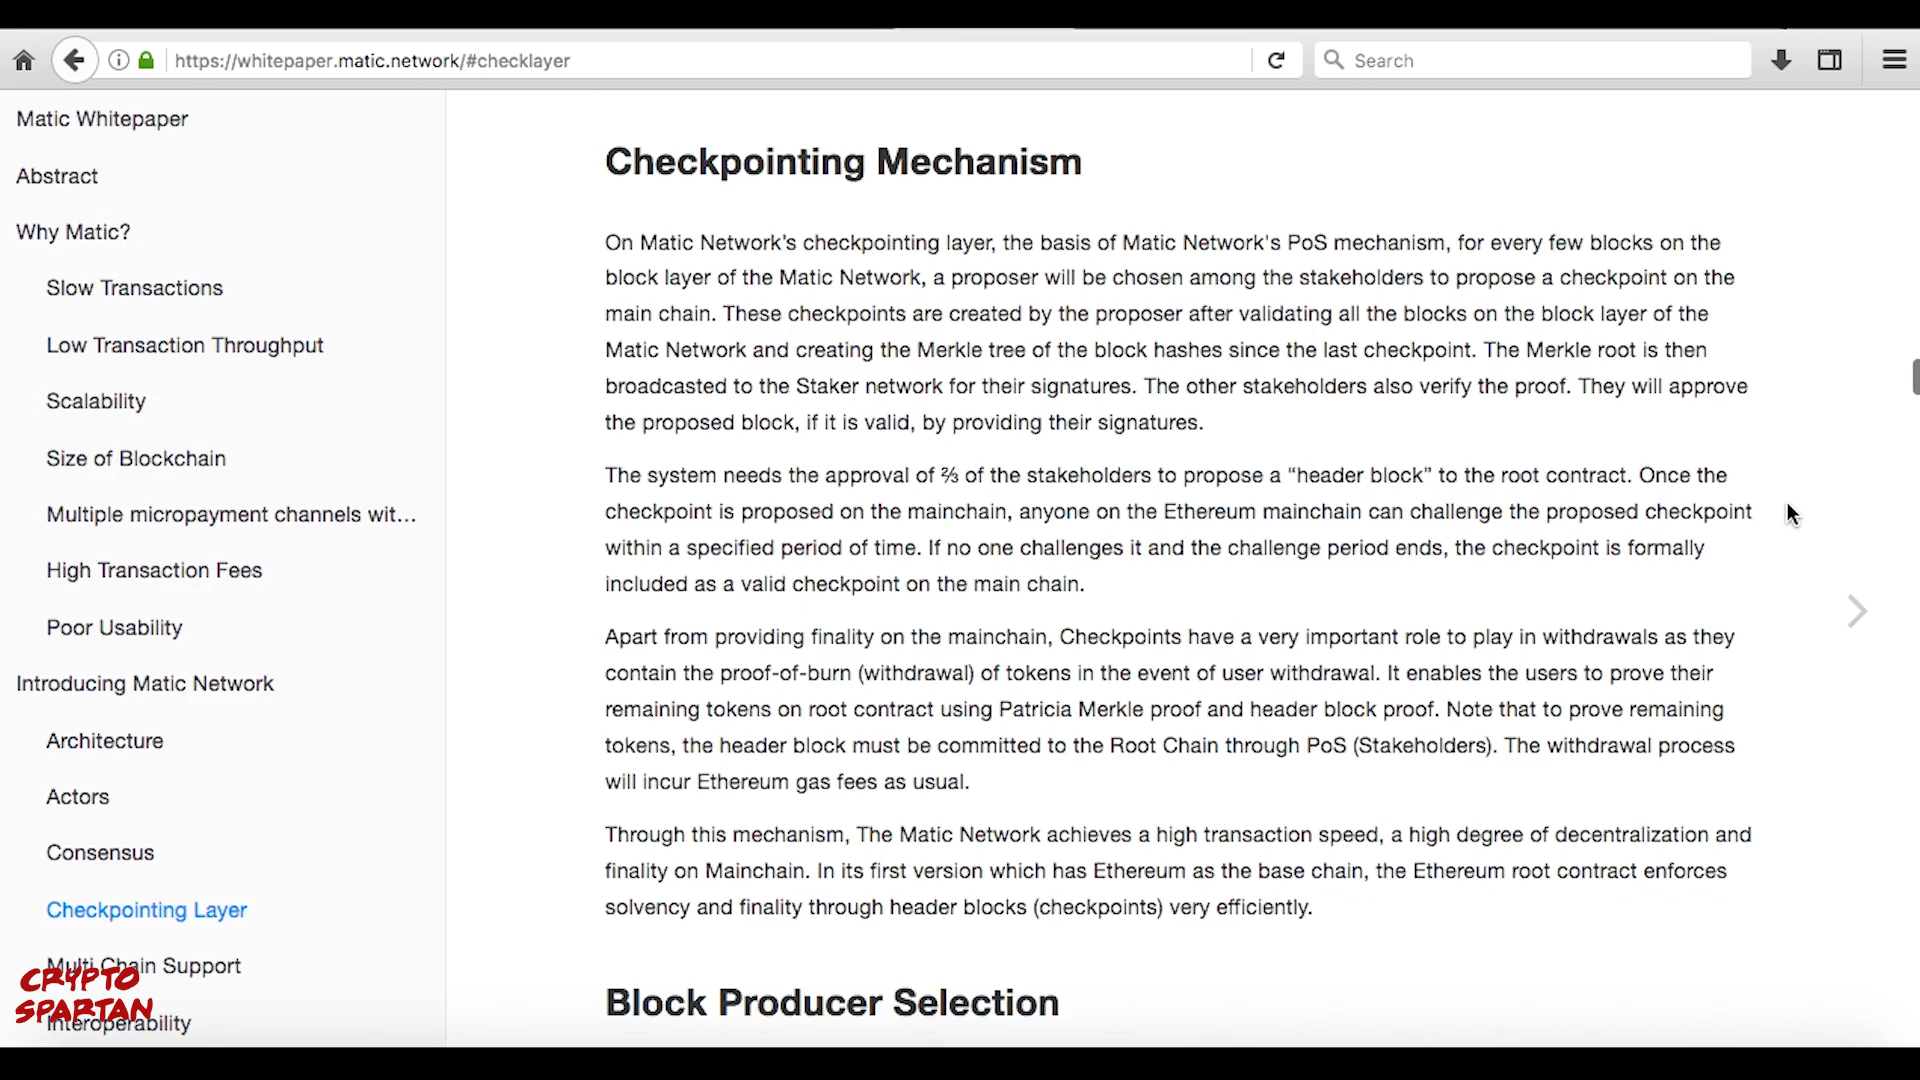 https://whitepaper.matic.network/#checklayer
Search
Matic Whitepaper
Abstract
Why Matic?
Slow Transactions
Low Transaction Throughput
Scalability
Size of Blockchain
Multiple micropayment channels wit...
High Transaction Fees
Poor Usability
Introducing Matic Network
Architecture
Actors
Consensus
Checkpointing Layer
Multi Chain Support
Interoperability
CRYPTO
SPARTAN
Checkpointing Mechanism
On Matic Network’s checkpointing layer, the basis of Matic Network's PoS mechanism, for every few blocks on the
block layer of the Matic Network, a proposer will be chosen among the stakeholders to propose a checkpoint on the
main chain. These checkpoints are created by the proposer after validating all the blocks on the block layer of the
Matic Network and creating the Merkle tree of the block hashes since the last checkpoint. The Merkle root is then
broadcasted to the Staker network for their signatures. The other stakeholders also verify the proof. They will approve
the proposed block, if it is valid, by providing their signatures.
The system needs the approval of ⅔ of the stakeholders to propose a “header block” to the root contract. Once the
checkpoint is proposed on the mainchain, anyone on the Ethereum mainchain can challenge the proposed checkpoint
within a specified period of time. If no one challenges it and the challenge period ends, the checkpoint is formally
included as a valid checkpoint on the main chain.
Apart from providing finality on the mainchain, Checkpoints have a very important role to play in withdrawals as they
contain the proof-of-burn (withdrawal) of tokens in the event of user withdrawal. It enables the users to prove their
remaining tokens on root contract using Patricia Merkle proof and header block proof. Note that to prove remaining
tokens, the header block must be committed to the Root Chain through PoS (Stakeholders). The withdrawal process
will incur Ethereum gas fees as usual.
Through this mechanism, The Matic Network achieves a high transaction speed, a high degree of decentralization and
finality on Mainchain. In its first version which has Ethereum as the base chain, the Ethereum root contract enforces
solvency and finality through header blocks (checkpoints) very efficiently.
Block Producer Selection